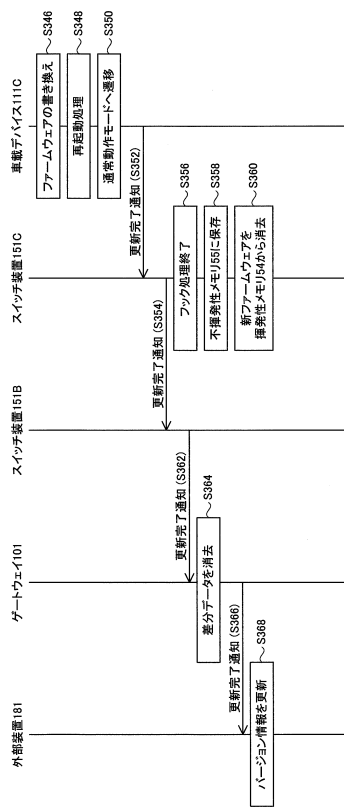 外部装置181
ゲートウェイ101
スイッチ装置151B
スイッチ装置151C
車載デバイス111C
ファームウェアの書き換え
S346
再起動処理
S348
通常動作モードへ遷移
S350
更新完了通知(S352)
更新完了通知(S354)
フック処理終了
S356
不揮発性メモリ55に保存
S358
新ファームウェアを
揮発性メモリ54から消去
S360
更新完了通知(S362)
差分データを消去
S364
更新完了通知(S366)
バージョン情報を更新
S368